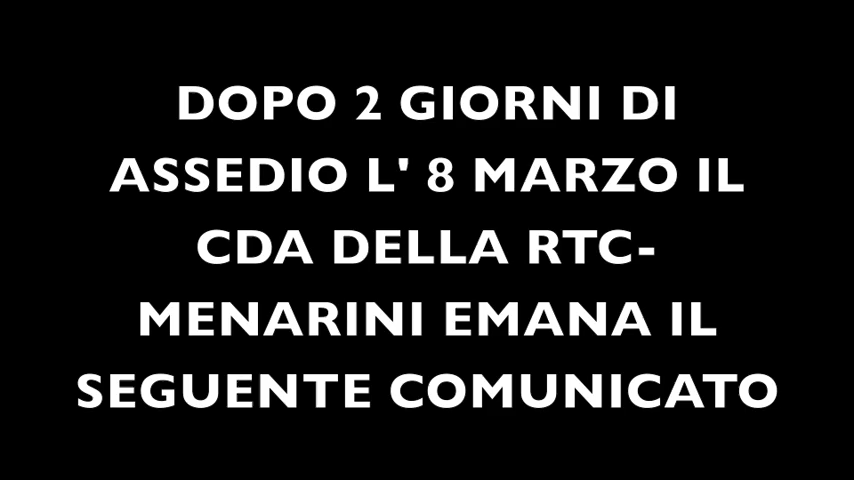 DOPO 2 GIORNI DI
ASSEDIO L' 8 MARZO IL
CDA DELLA RTC-
MENARINI EMANA IL
SEGUENTE COMUNICATO